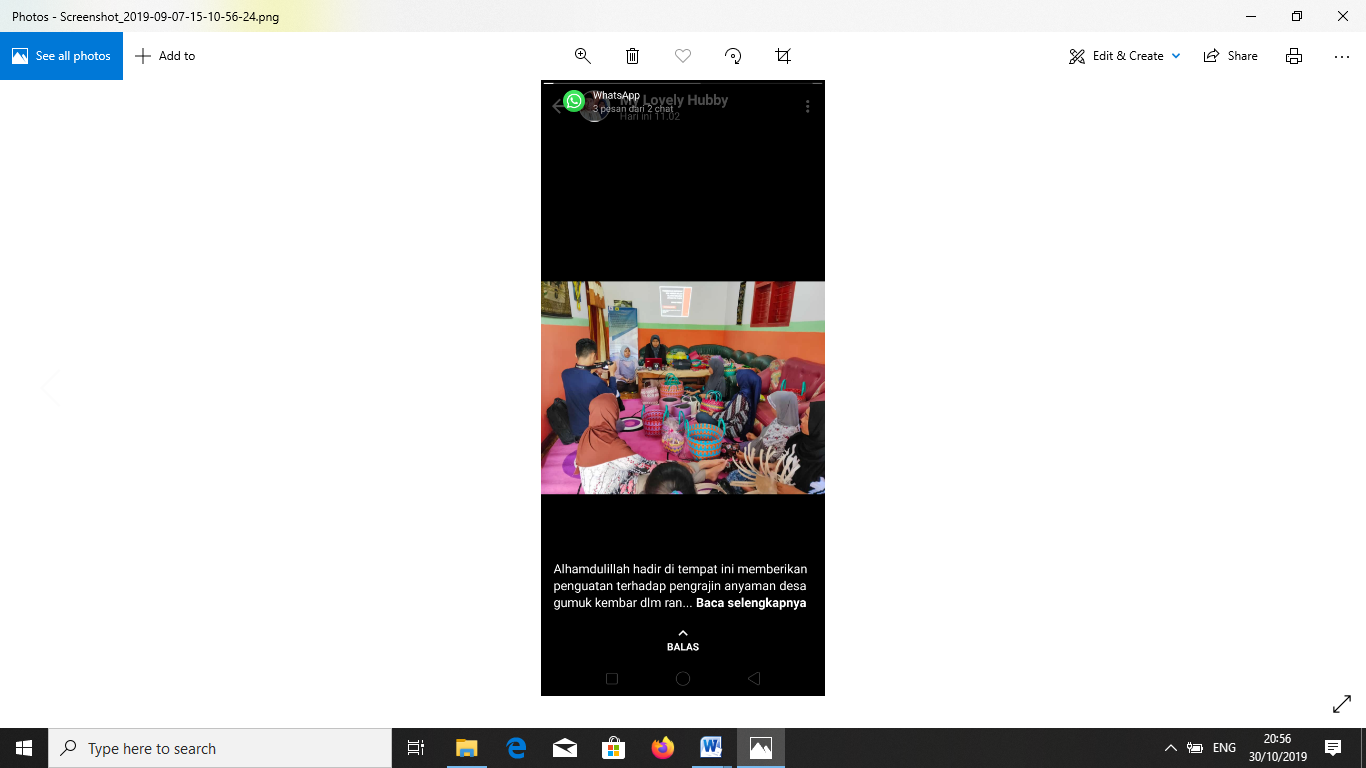 Photos - Screenshot_2019-09-07-15-10-56-24.png
See all photos
Add to
Edit & Create
Share
WhatsApp
3 pesan dari 2 chat
My Lovely Hubby
Hari ini 11.02
Alhamdulillah hadir di tempat ini memberikan
penguatan terhadap pengrajin anyaman desa
gumuk kembar dlm ran... Baca selengkapnya
BALAS
Type here to search
ENG
20:56
30/10/2019